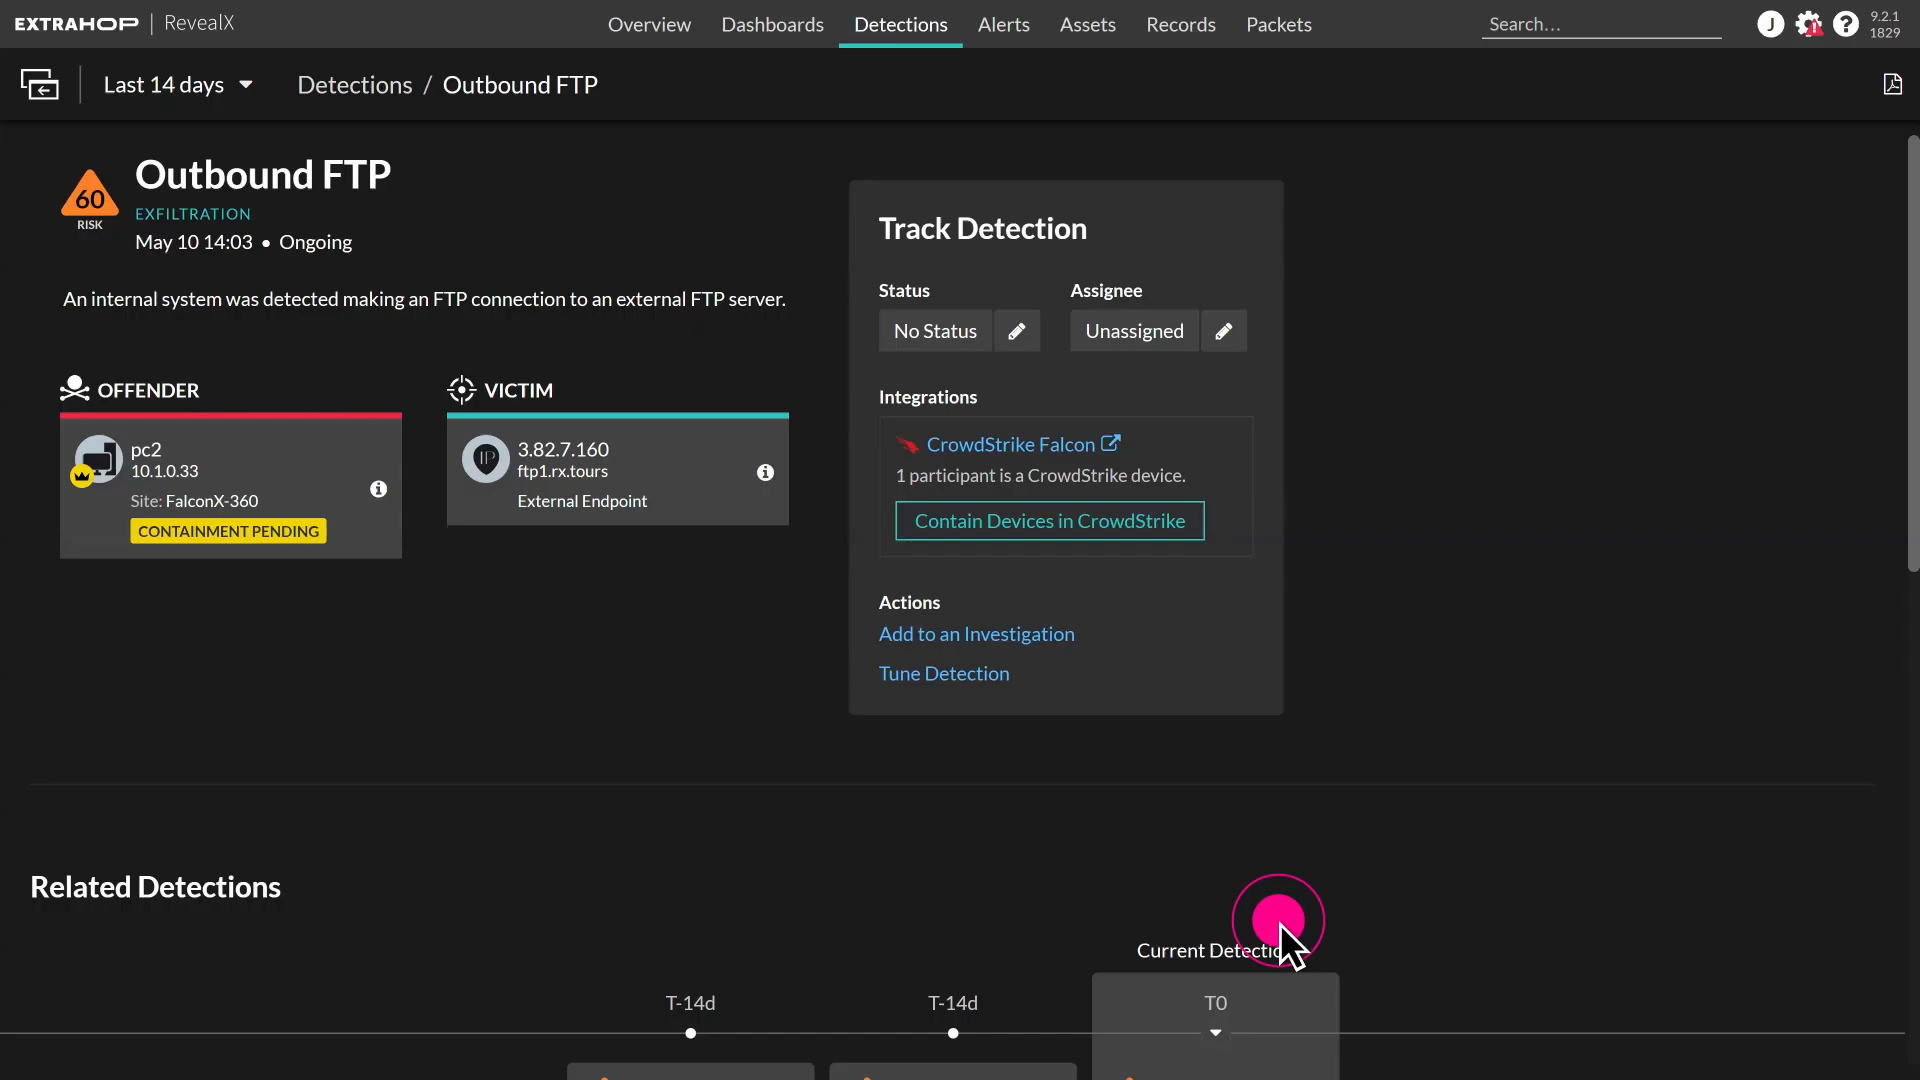 EXTRAHOP | RevealX
Overview Dashboards Detections Alerts Assets Records Packets
Search...
J
?
9.2.1
1829
Last 14 days
Detections / Outbound FTP
60
RISK
Outbound FTP
EXFILTRATION
May 10 14:03 • Ongoing
An internal system was detected making an FTP connection to an external FTP server.
OFFENDER
pc2
10.1.0.33
Site: FalconX-360
CONTAINMENT PENDING
VICTIM
IP
3.82.7.160
ftp1.rx.tours
External Endpoint
Track Detection
Status
No Status
Assignee
Unassigned
Integrations
CrowdStrike Falcon
1 participant is a CrowdStrike device.
Contain Devices in CrowdStrike
Actions
Add to an Investigation
Tune Detection
Related Detections
Current Detectio
T-14d
T-14d
T0